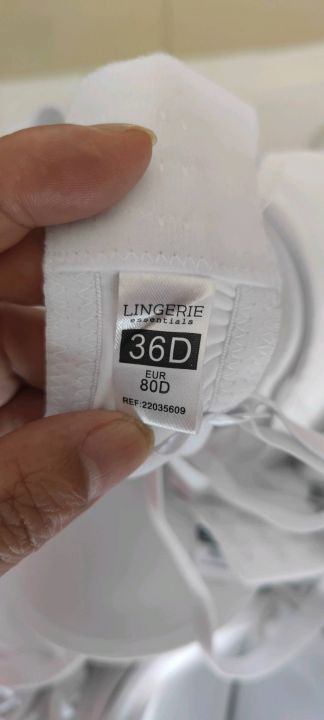 LINGERIE
essentials
36D
EUR
80D
REF:22035609